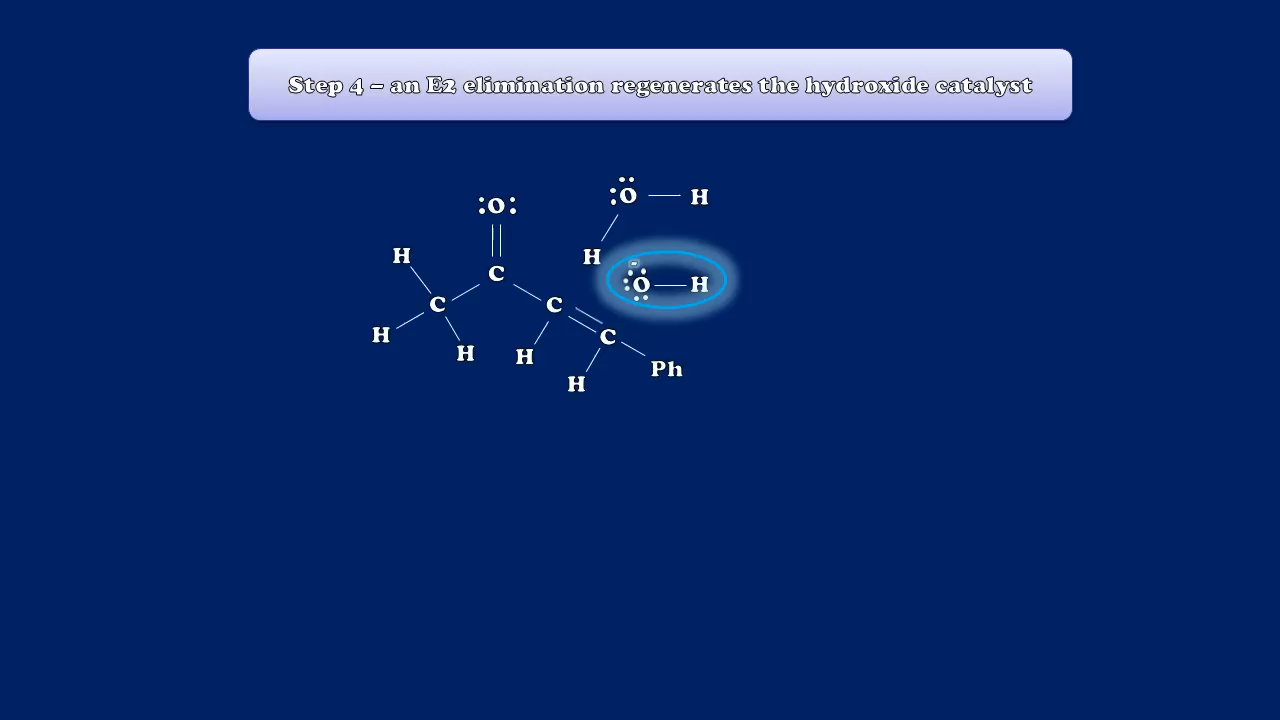 Step 4 – an E2 elimination regenerates the hydroxide catalyst
:O — H
:O:
H
H
C
- :O — H
C
C
H
C
H
H
Ph
H